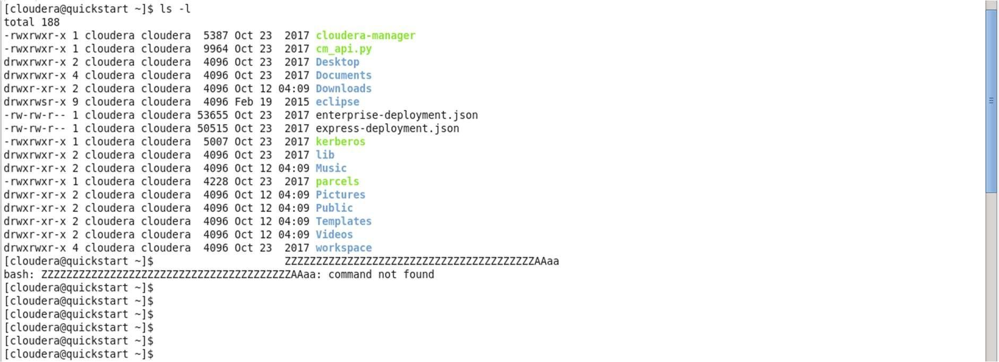 [cloudera@quickstart ~]$ ls -l
total 188
-rwxrwxr-x 1 cloudera cloudera  5387 Oct 23  2017 cloudera-manager
-rwxrwxr-x 1 cloudera cloudera  9964 Oct 23  2017 cm_api.py
drwxrwxr-x 2 cloudera cloudera  4096 Oct 23  2017 Desktop
drwxrwxr-x 4 cloudera cloudera  4096 Oct 23  2017 Documents
drwxr-xr-x 2 cloudera cloudera  4096 Oct 12 04:09 Downloads
drwxrwsr-x 9 cloudera cloudera  4096 Feb 19  2015 eclipse
-rw-rw-r-- 1 cloudera cloudera 53655 Oct 23  2017 enterprise-deployment.json
-rw-rw-r-- 1 cloudera cloudera 50515 Oct 23  2017 express-deployment.json
-rwxrwxr-x 1 cloudera cloudera  5007 Oct 23  2017 kerberos
drwxrwxr-x 2 cloudera cloudera  4096 Oct 23  2017 lib
drwxr-xr-x 2 cloudera cloudera  4096 Oct 12 04:09 Music
-rwxrwxr-x 1 cloudera cloudera  4228 Oct 23  2017 parcels
drwxr-xr-x 2 cloudera cloudera  4096 Oct 12 04:09 Pictures
drwxr-xr-x 2 cloudera cloudera  4096 Oct 12 04:09 Public
drwxr-xr-x 2 cloudera cloudera  4096 Oct 12 04:09 Templates
drwxr-xr-x 2 cloudera cloudera  4096 Oct 12 04:09 Videos
drwxrwxr-x 4 cloudera cloudera  4096 Oct 23  2017 workspace
[cloudera@quickstart ~]$                     ZZZZZZZZZZZZZZZZZZZZZZZZZZZZZZZZZZZZZZZZAAaa
bash: ZZZZZZZZZZZZZZZZZZZZZZZZZZZZZZZZZZZZZZZZAAaa: command not found
[cloudera@quickstart ~]$
[cloudera@quickstart ~]$
[cloudera@quickstart ~]$
[cloudera@quickstart ~]$
[cloudera@quickstart ~]$
[cloudera@quickstart ~]$